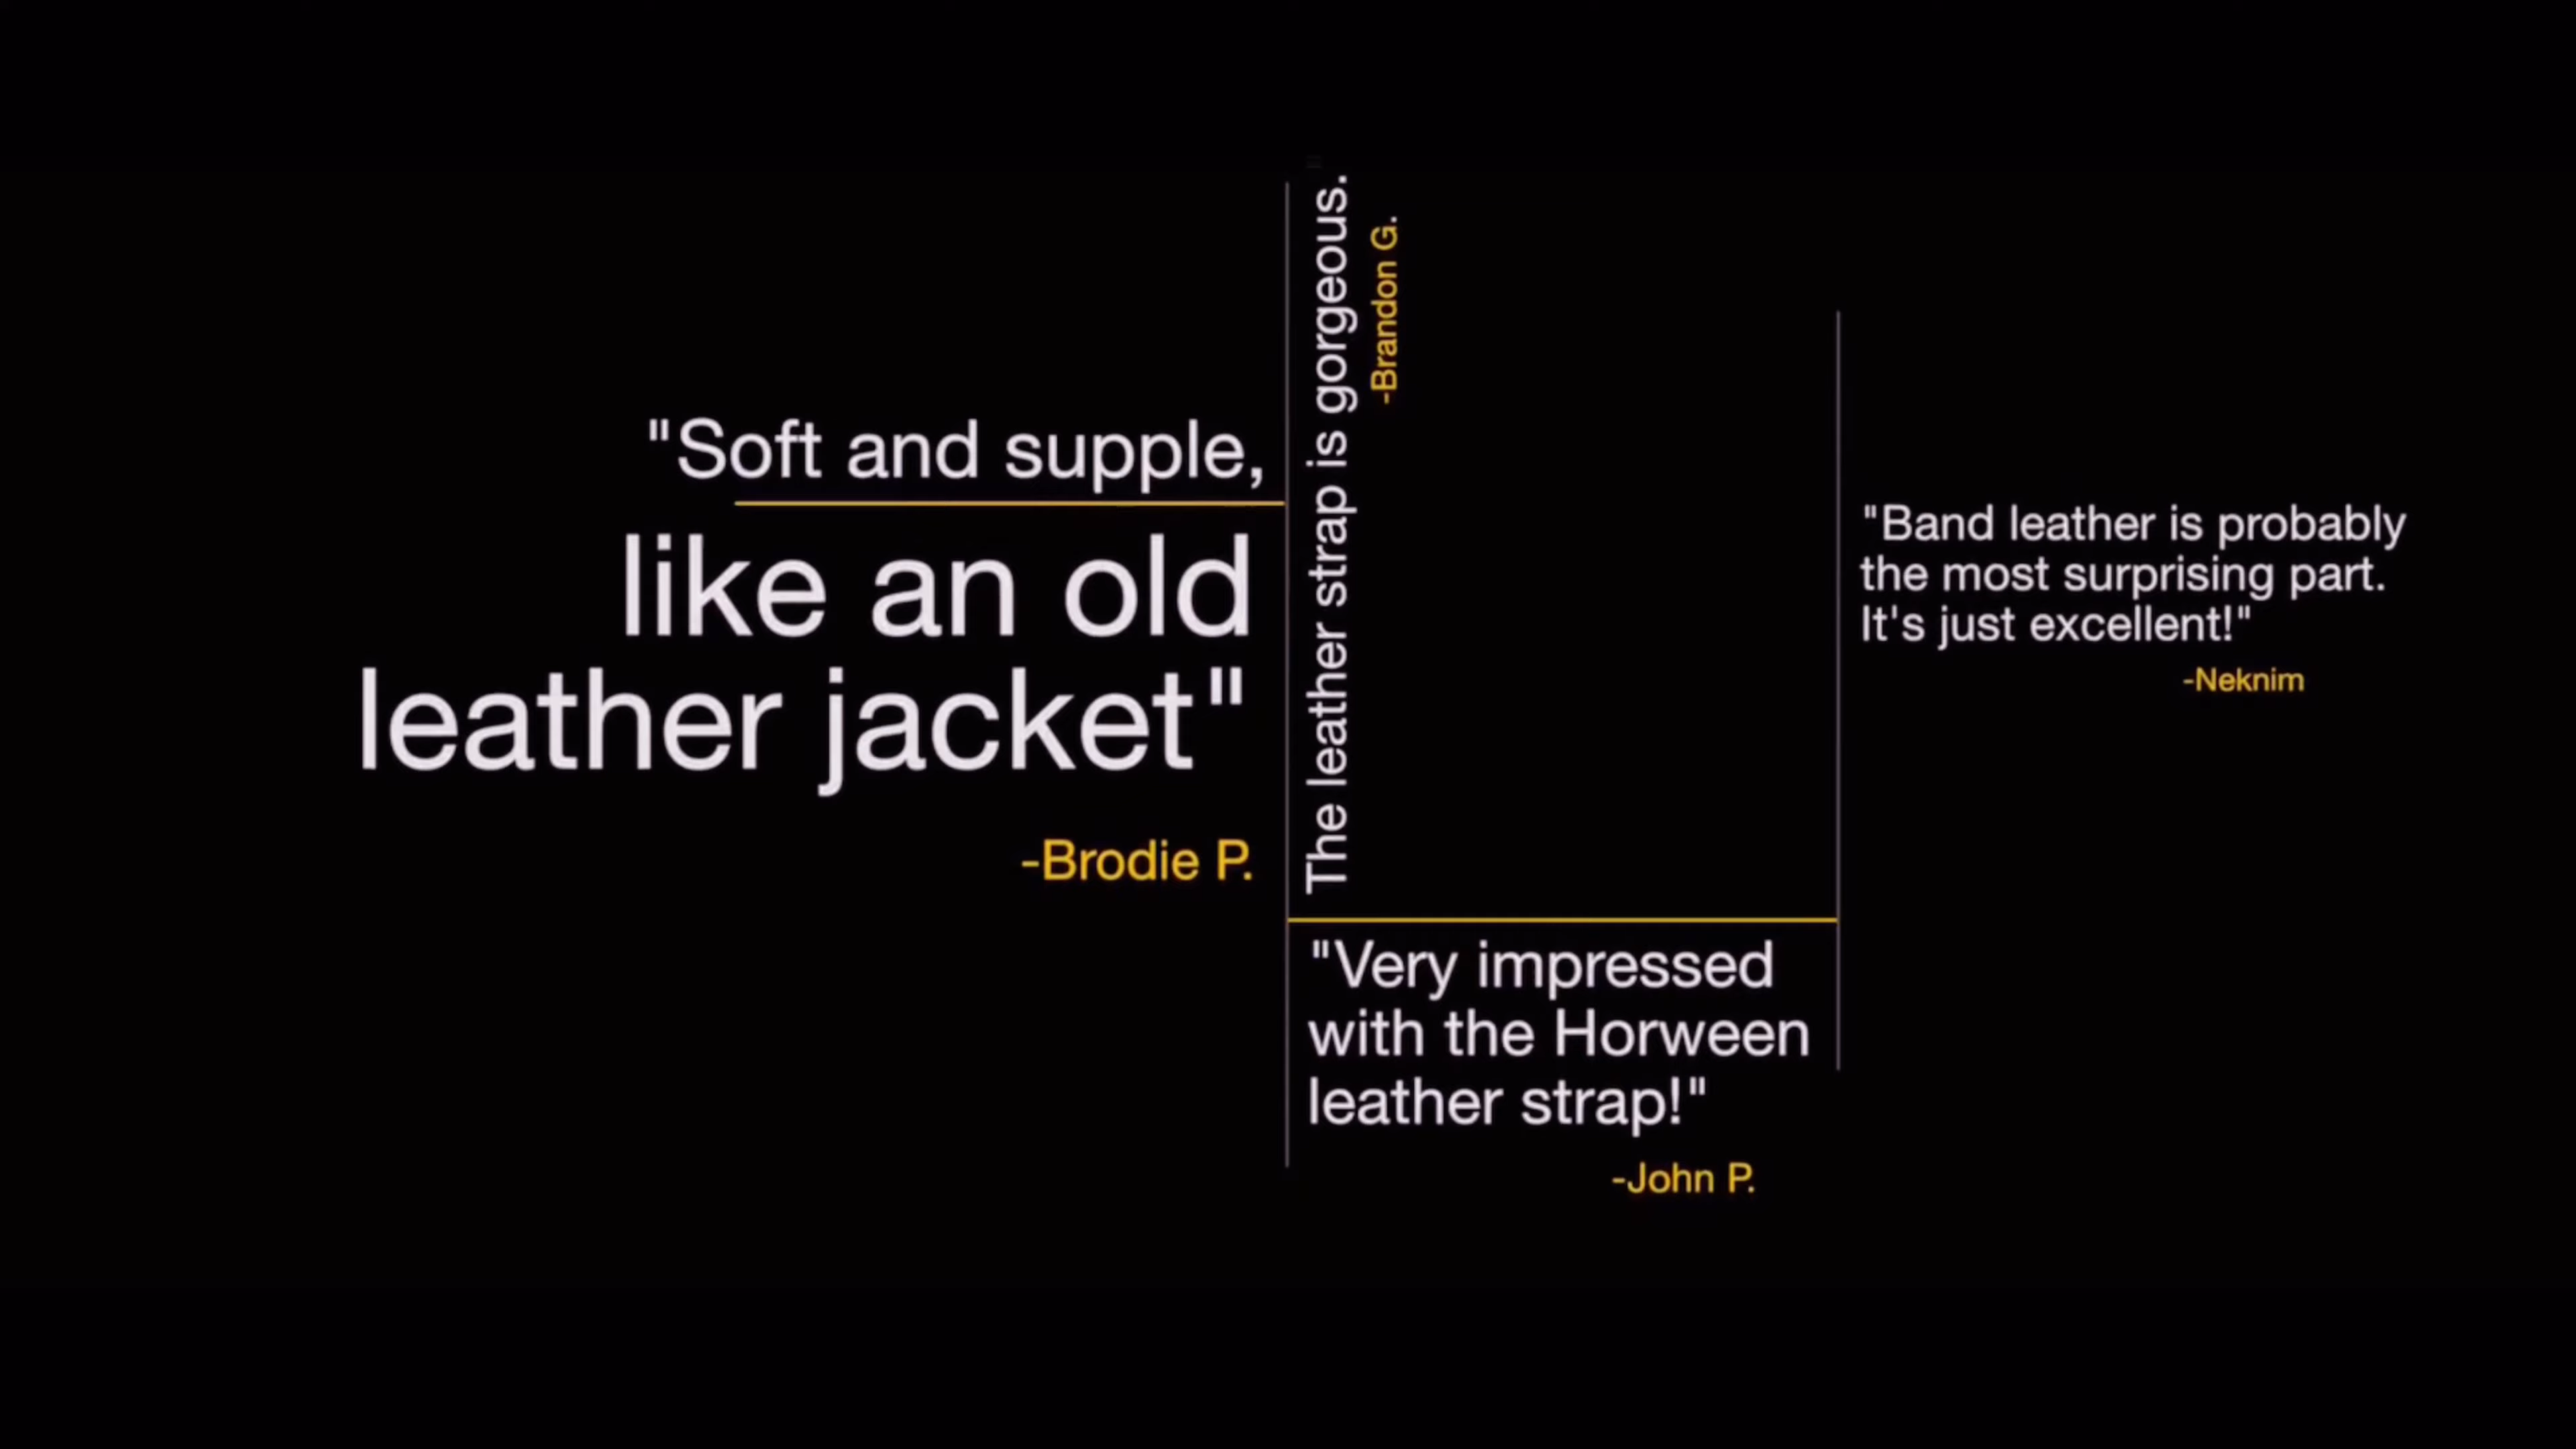 "Soft and supple,
like an old
leather jacket"
-Brodie P.
The leather strap is gorgeous.
-Brandon G.
"Very impressed
with the Horween
leather strap!"
-John P.
"Band leather is probably
the most surprising part.
It's just excellent!"
-Neknim